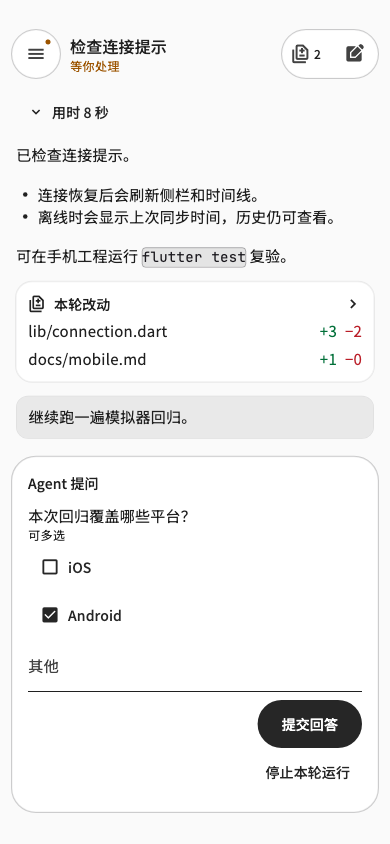 检查连接提示
等你处理
2
用时 8 秒
已检查连接提示。
• 连接恢复后会刷新侧栏和时间线。
• 离线时会显示上次同步时间，历史仍可查看。
可在手机工程运行 flutter test 复验。
本轮改动
lib/connection.dart +3 −2
docs/mobile.md +1 −0
继续跑一遍模拟器回归。
Agent 提问
本次回归覆盖哪些平台？
可多选
iOS
Android
其他
提交回答
停止本轮运行